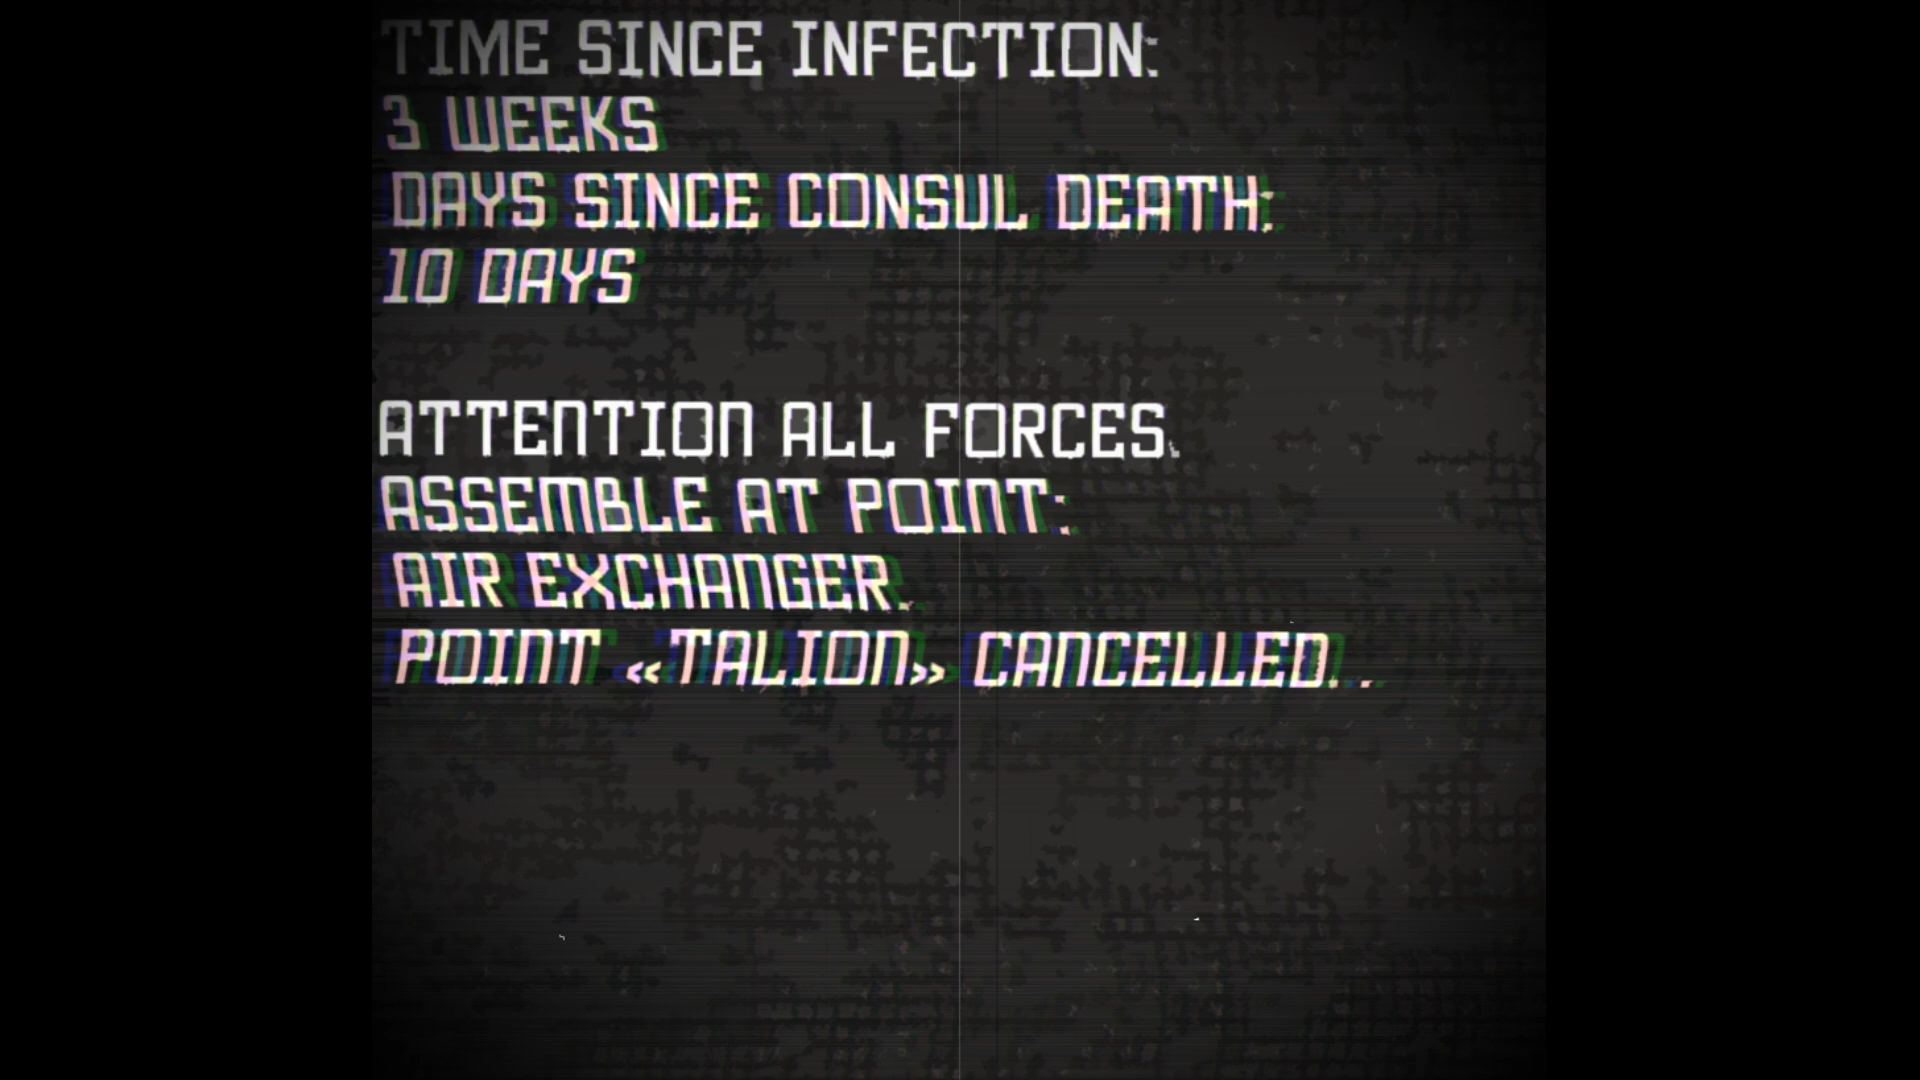 TIME SINCE INFECTION:
3 WEEKS
DAYS SINCE CONSUL DEATH:
10 DAYS
ATTENTION ALL FORCES.
ASSEMBLE AT POINT:
AIR EXCHANGER.
POINT «TALION» CANCELLED..